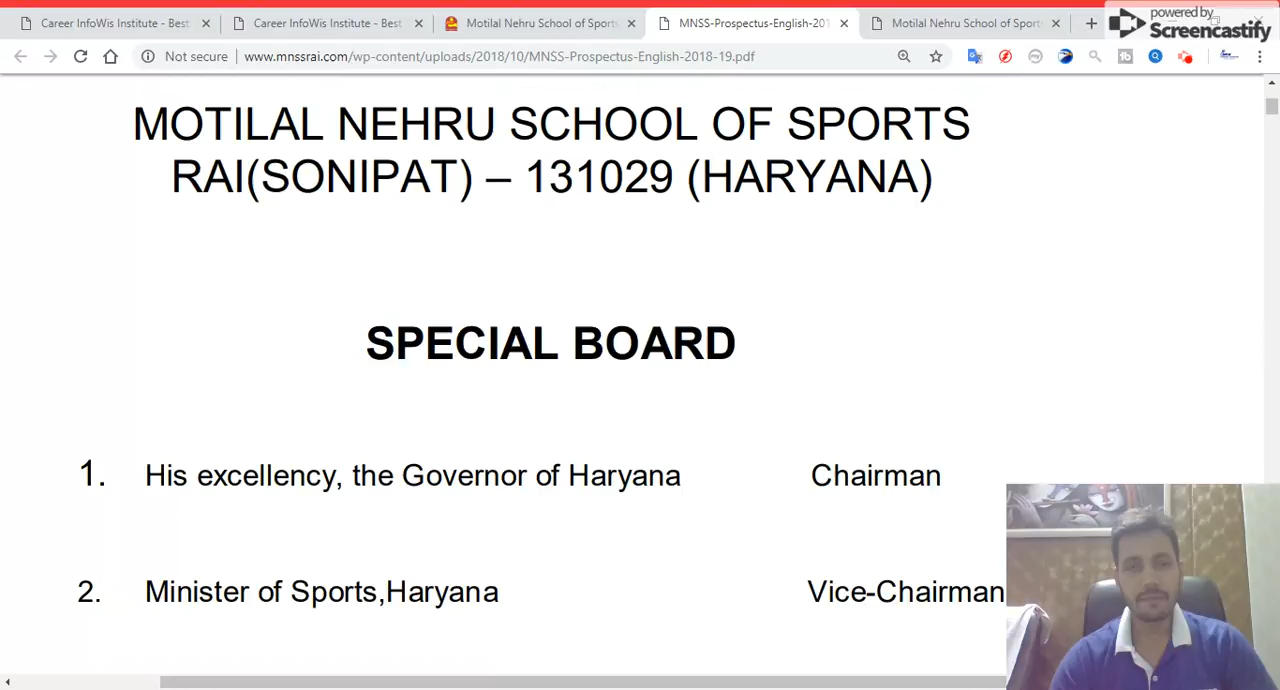 Career InfoWis Institute - Best
Career InfoWis Institute - Best
Motilal Nehru School of Sports
MNSS-Prospectus-English-201
Motilal Nehru School of Sport
powered by
Screencastify
Not secure
www.mnssrai.com/wp-content/uploads/2018/10/MNSS-Prospectus-English-2018-19.pdf
MOTILAL NEHRU SCHOOL OF SPORTS
RAI(SONIPAT) – 131029 (HARYANA)
SPECIAL BOARD
1. His excellency, the Governor of Haryana Chairman
2. Minister of Sports,Haryana Vice-Chairman